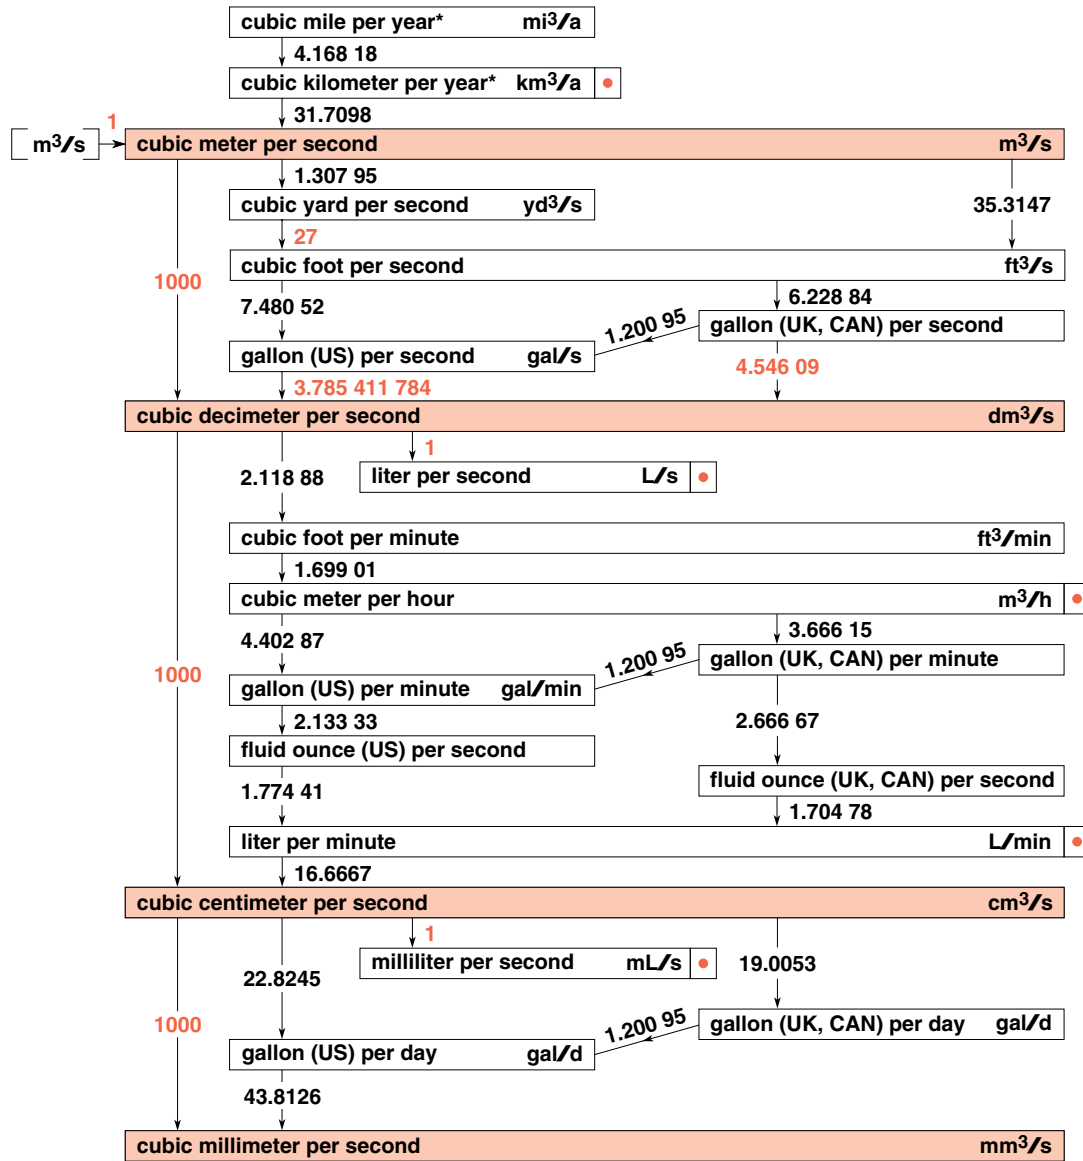 cubic mile per year* mi³/a
4.168 18
cubic kilometer per year* km³/a
31.7098
1
m³/s
cubic meter per second m³/s
1.307 95
cubic yard per second yd³/s
35.3147
27
cubic foot per second ft³/s
1000
7.480 52
6.228 84
gallon (UK, CAN) per second
1.200 95
gallon (US) per second gal/s
4.546 09
3.785 411 784
cubic decimeter per second dm³/s
1
2.118 88
liter per second L/s
cubic foot per minute ft³/min
1.699 01
cubic meter per hour m³/h
4.402 87
3.666 15
1.200 95
gallon (UK, CAN) per minute
1000
gallon (US) per minute gal/min
2.133 33
2.666 67
fluid ounce (US) per second
fluid ounce (UK, CAN) per second
1.774 41
1.704 78
liter per minute L/min
16.6667
cubic centimeter per second cm³/s
1
milliliter per second mL/s
22.8245
19.0053
1000
1.200 95
gallon (UK, CAN) per day gal/d
gallon (US) per day gal/d
43.8126
cubic millimeter per second mm³/s